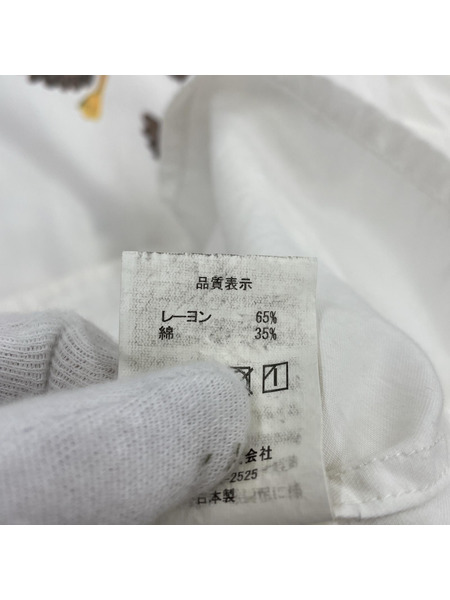 品質表示
レーヨン 65%
綿 35%
会社
-2525
日本製